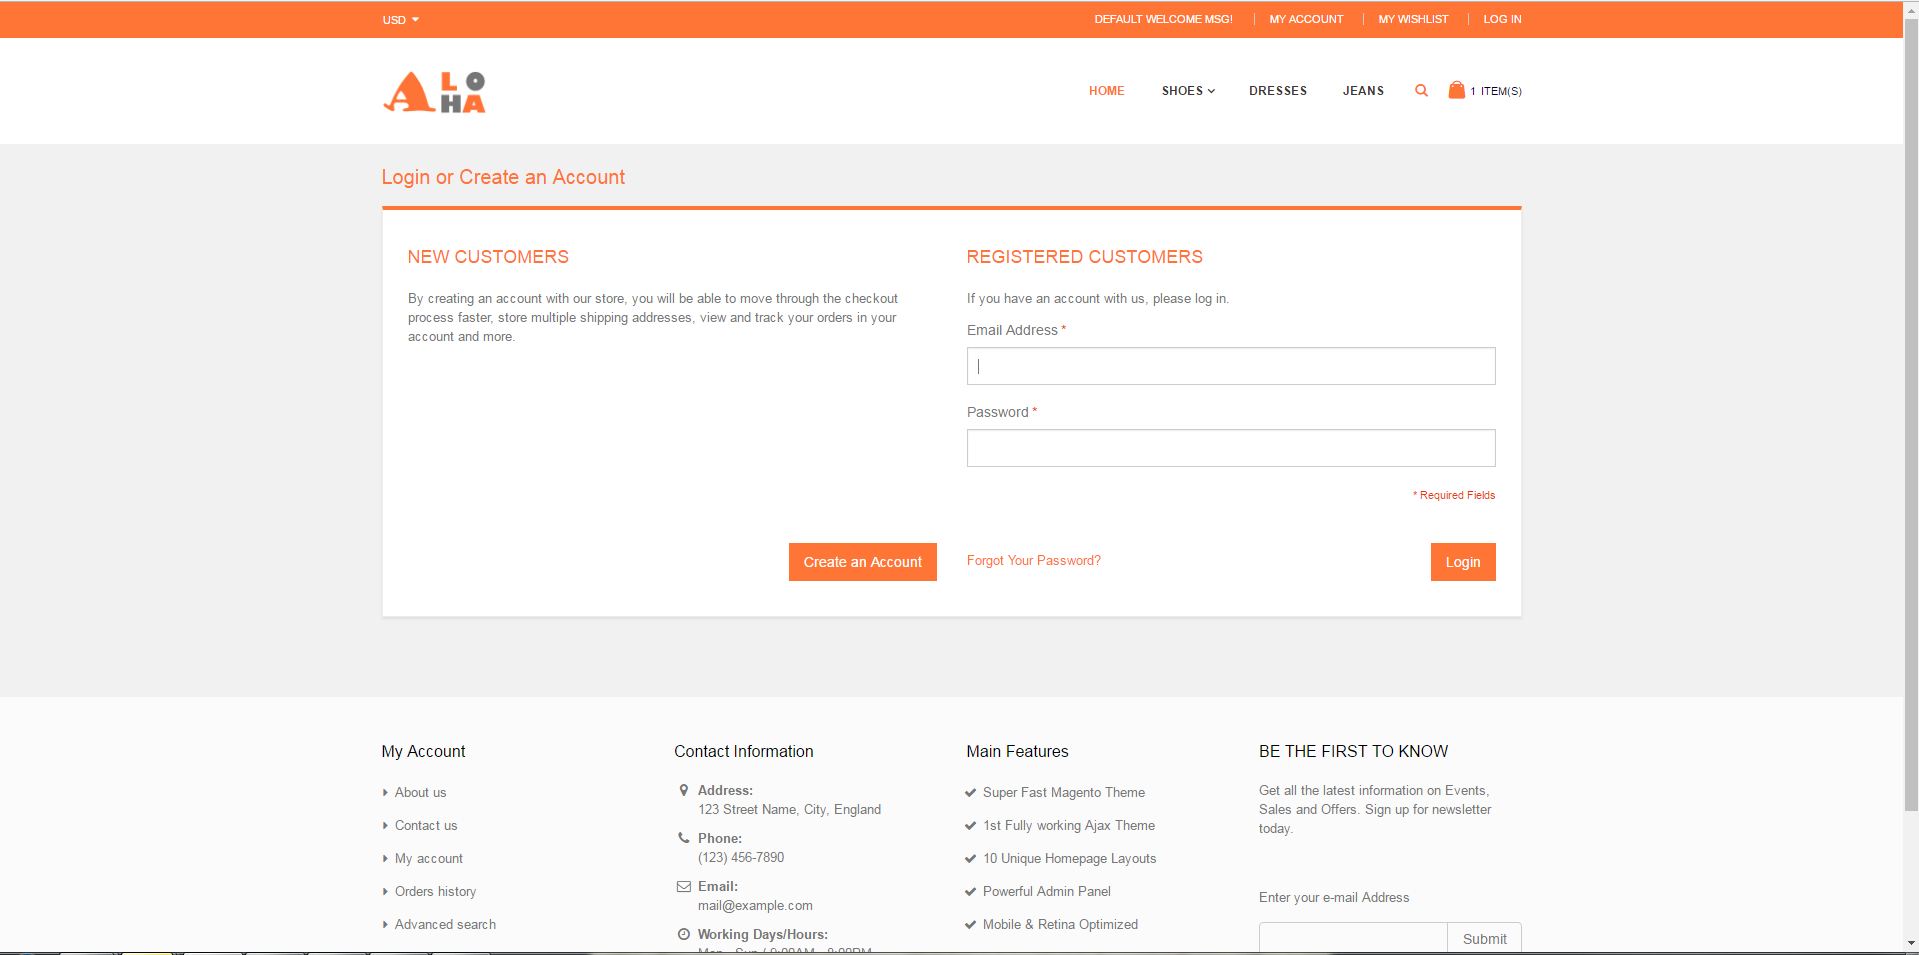 USD
DEFAULT WELCOME MSG!
MY ACCOUNT
MY WISHLIST
LOG IN
ALOHA
HOME
SHOES
DRESSES
JEANS
1 ITEM(S)
Login or Create an Account
NEW CUSTOMERS
By creating an account with our store, you will be able to move through the checkout
process faster, store multiple shipping addresses, view and track your orders in your
account and more.
Create an Account
REGISTERED CUSTOMERS
If you have an account with us, please log in.
Email Address *
Password *
* Required Fields
Forgot Your Password?
Login
My Account
About us
Contact us
My account
Orders history
Advanced search
Contact Information
Address:
123 Street Name, City, England
Phone:
(123) 456-7890
Email:
mail@example.com
Working Days/Hours:
Mon - Sun / 9:00AM - 8:00PM
Main Features
Super Fast Magento Theme
1st Fully working Ajax Theme
10 Unique Homepage Layouts
Powerful Admin Panel
Mobile & Retina Optimized
BE THE FIRST TO KNOW
Get all the latest information on Events,
Sales and Offers. Sign up for newsletter
today.
Enter your e-mail Address
Submit